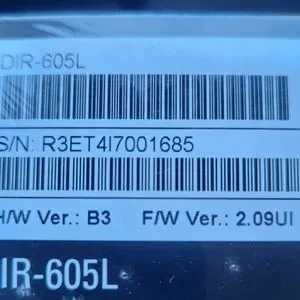 DIR-605L
S/N: R3ET4I7001685
H/W Ver.: B3 F/W Ver.: 2.09UI
DIR-605L